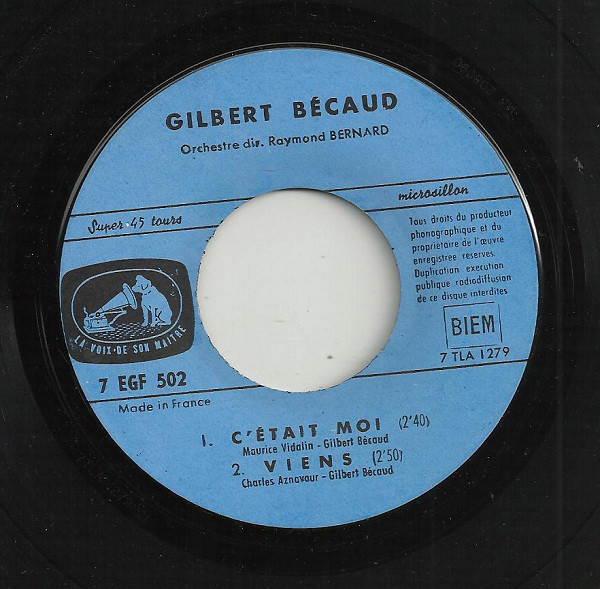 GILBERT BÉCAUD
Orchestre dir. Raymond BERNARD
Super 45 tours
microsillon
Tous droits du producteur
phonographique et du
propriétaire de l'œuvre
enregistrée réservés.
Duplication execution
publique radiodiffusion
de ce disque interdites
LA VOIX DE SON MAITRE
BIEM
7 EGF 502
7 TLA 1279
Made in France
1. C'ÉTAIT MOI (2'40)
Maurice Vidalin - Gilbert Bécaud
2. VIENS (2'50)
Charles Aznavour - Gilbert Bécaud